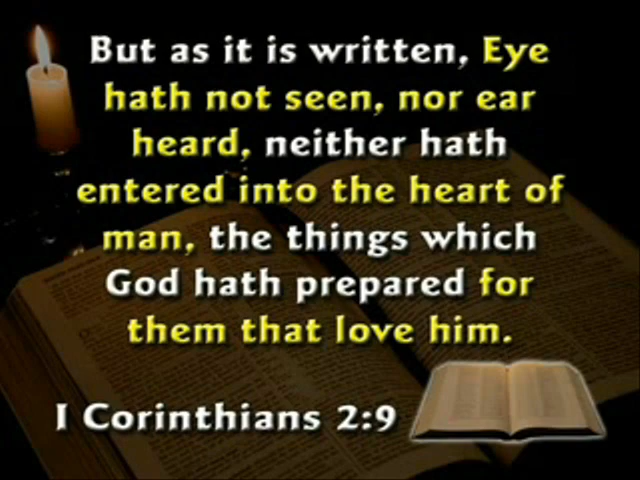 But as it is written, Eye
hath not seen, nor ear
heard, neither hath
entered into the heart of
man, the things which
God hath prepared for
them that love him.
I Corinthians 2:9